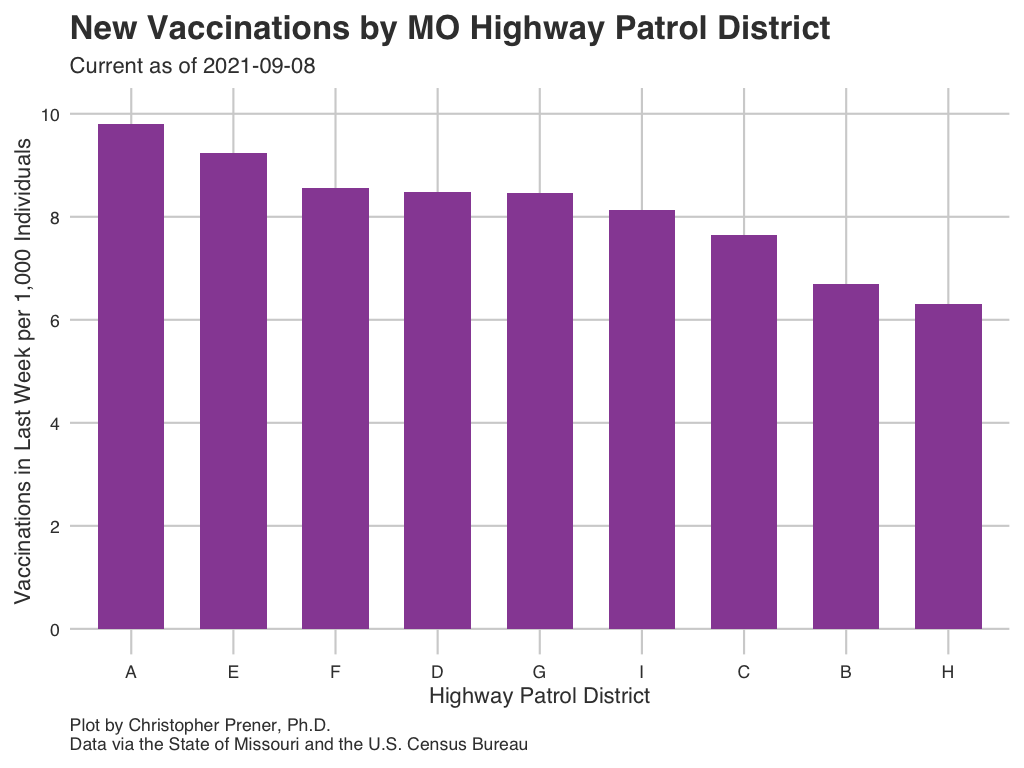 New Vaccinations by MO Highway Patrol District
Current as of 2021-09-08
Vaccinations in Last Week per 1,000 Individuals
10
8
6
4
2
0
A E F D G I C B H
Highway Patrol District
Plot by Christopher Prener, Ph.D.
Data via the State of Missouri and the U.S. Census Bureau